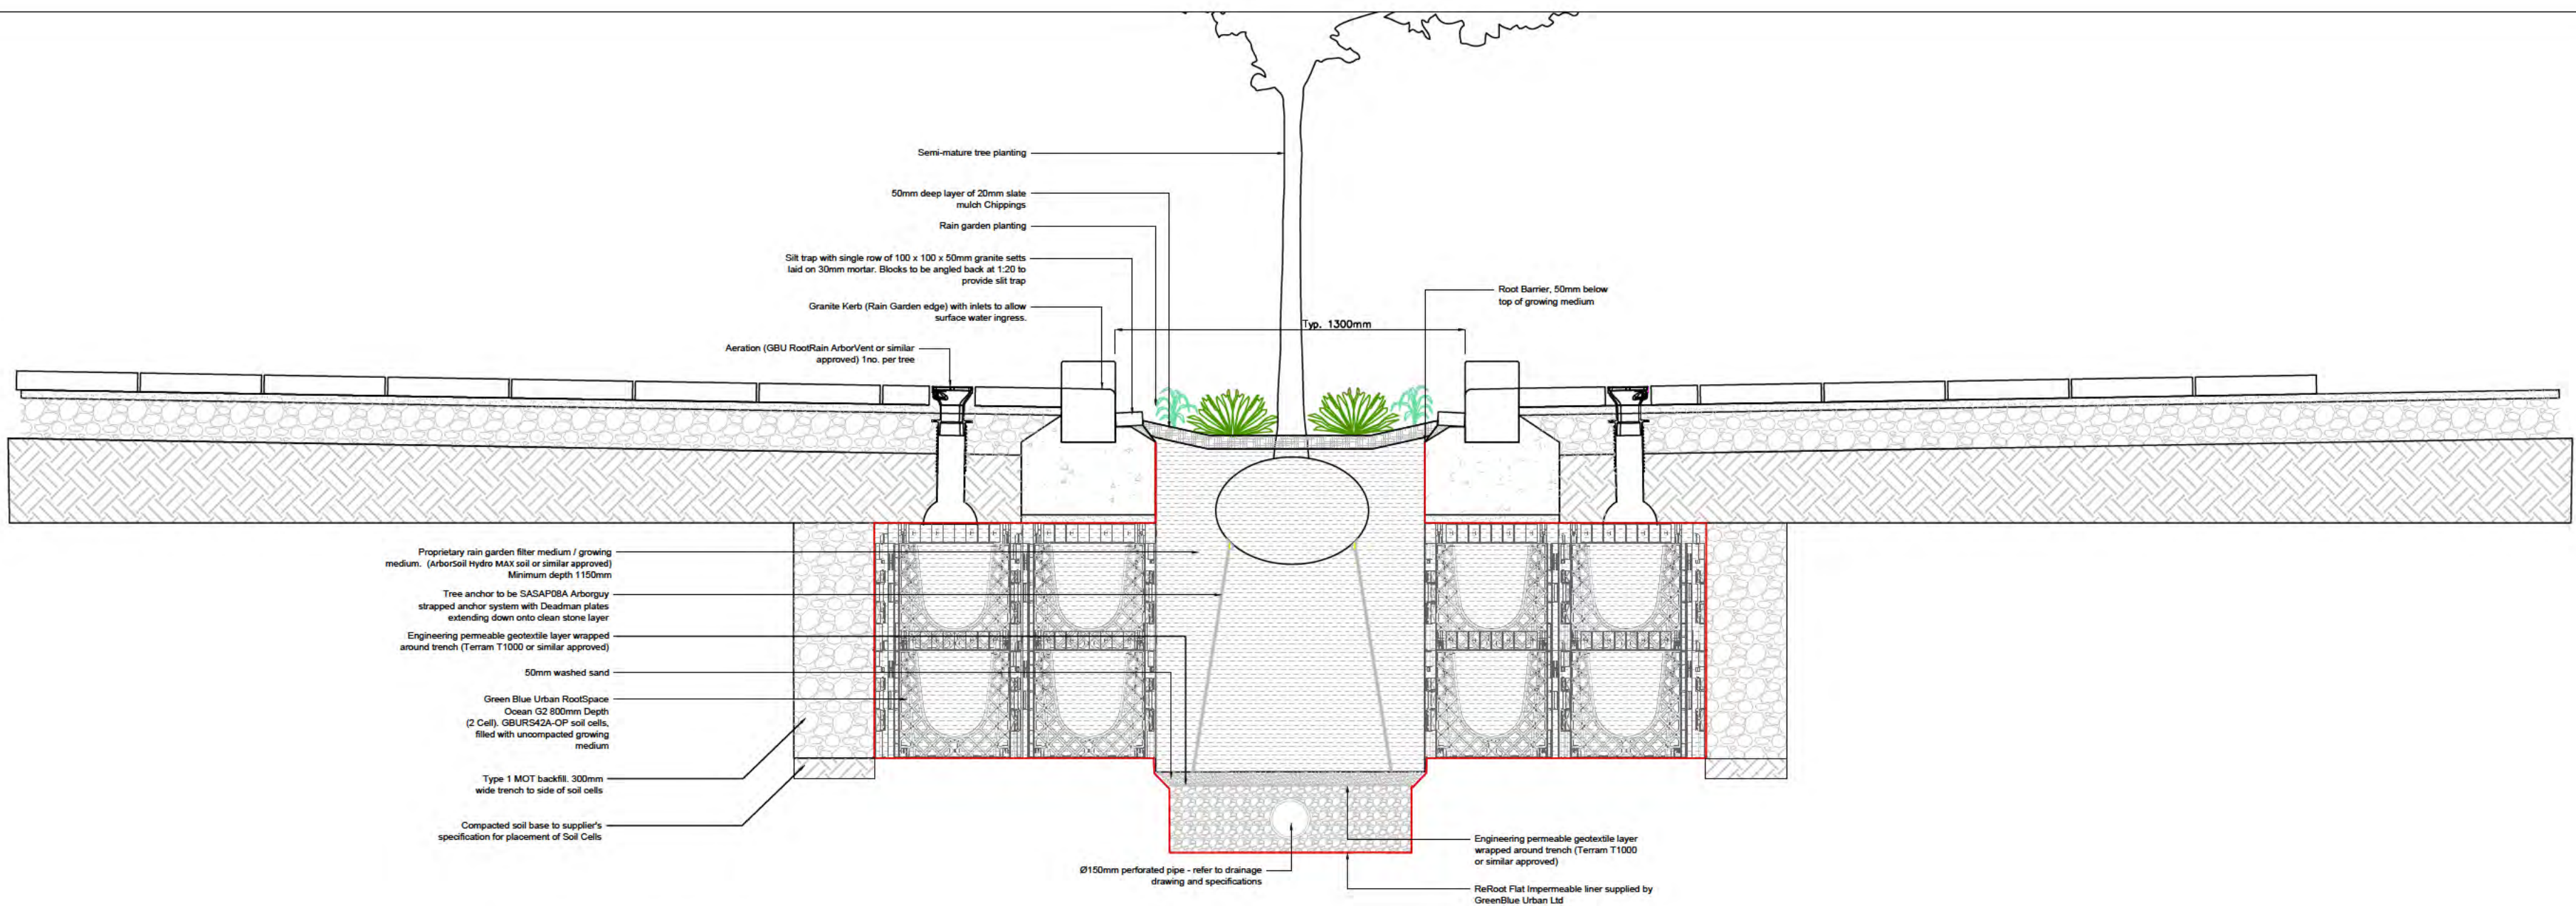 Semi-mature tree planting
50mm deep layer of 20mm slate
mulch Chippings
Rain garden planting
Silt trap with single row of 100 x 100 x 50mm granite setts
laid on 30mm mortar. Blocks to be angled back at 1:20 to
provide slit trap
Granite Kerb (Rain Garden edge) with inlets to allow
surface water ingress.
Aeration (GBU RootRain ArborVent or similar
approved) 1no. per tree
Root Barrier, 50mm below
top of growing medium
Typ. 1300mm
Proprietary rain garden filter medium / growing
medium. (ArborSoil Hydro MAX soil or similar approved)
Minimum depth 1150mm
Tree anchor to be SASAP08A Arborguy
strapped anchor system with Deadman plates
extending down onto clean stone layer
Engineering permeable geotextile layer wrapped
around trench (Terram T1000 or similar approved)
50mm washed sand
Green Blue Urban RootSpace
Ocean G2 800mm Depth
(2 Cell). GBURS42A-OP soil cells,
filled with uncompacted growing
medium
Type 1 MOT backfill. 300mm
wide trench to side of soil cells
Compacted soil base to supplier's
specification for placement of Soil Cells
Ø150mm perforated pipe - refer to drainage
drawing and specifications
Engineering permeable geotextile layer
wrapped around trench (Terram T1000
or similar approved)
ReRoot Flat Impermeable liner supplied by
GreenBlue Urban Ltd